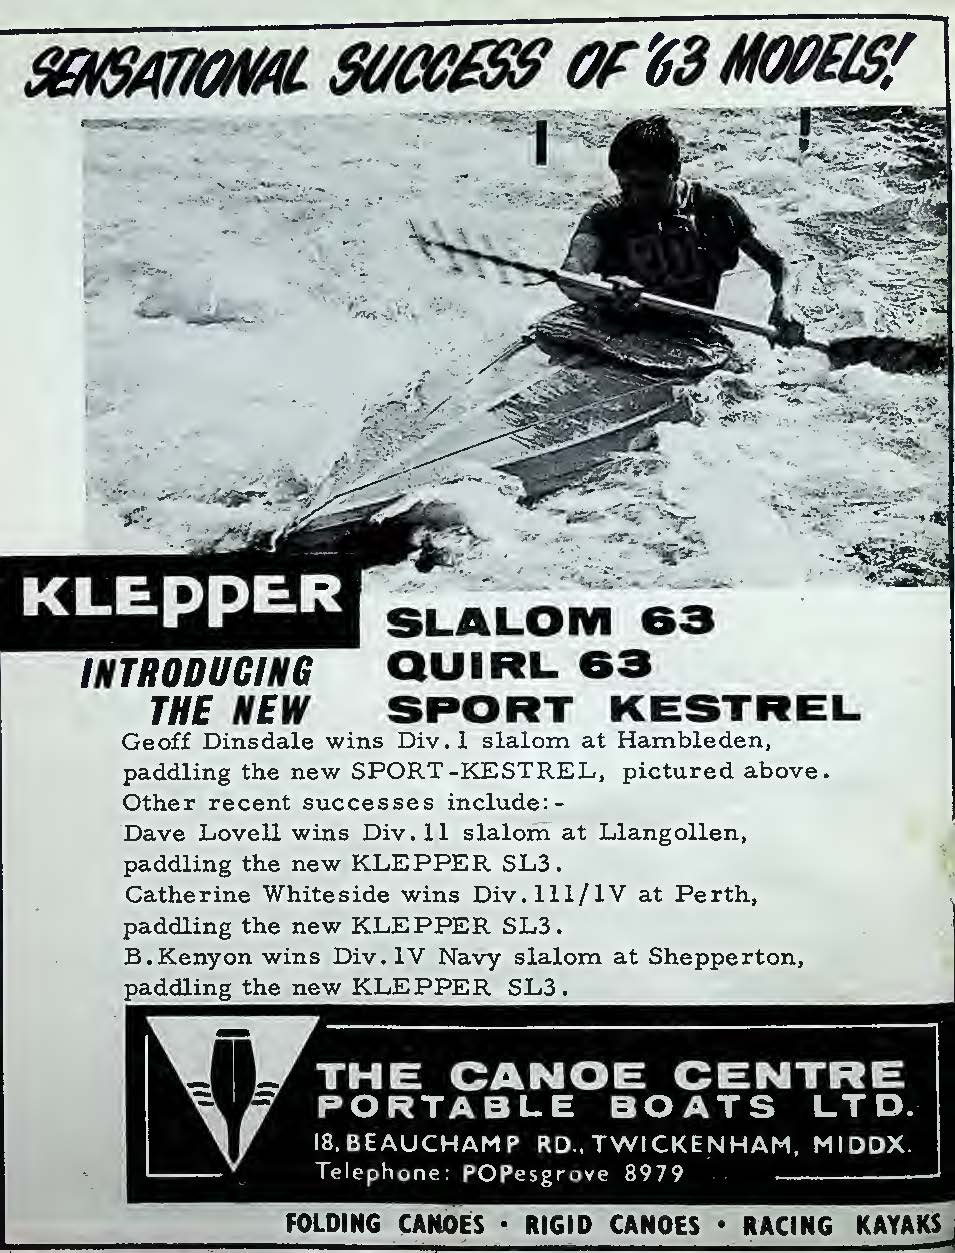 SENSATIONAL SUCCESS OF '63 MODELS!
KLEPPER
INTRODUCING
THE NEW
SLALOM 63
QUIRL 63
SPORT KESTREL
Geoff Dinsdale wins Div.1 slalom at Hambleden,
paddling the new SPORT-KESTREL, pictured above.
Other recent successes include:-
Dave Lovell wins Div.11 slalom at Llangollen,
paddling the new KLEPPER SL3.
Catherine Whiteside wins Div.111/1V at Perth,
paddling the new KLEPPER SL3.
B.Kenyon wins Div.1V Navy slalom at Shepperton,
paddling the new KLEPPER SL3.
THE CANOE CENTRE
PORTABLE BOATS LTD.
18, BEAUCHAMP RD., TWICKENHAM, MIDDX.
Telephone: POPesgrove 8979
FOLDING CANOES • RIGID CANOES • RACING KAYAKS